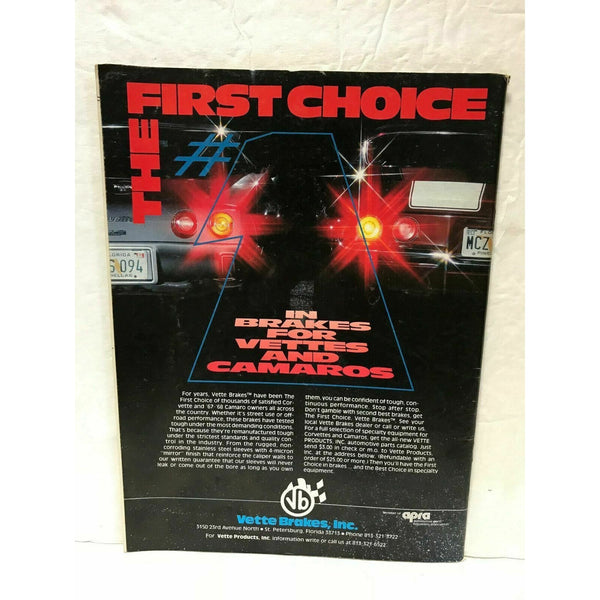 THE
FIRST CHOICE
#1
IN
BRAKES
FOR
VETTES
AND
CAMAROS
FLORIDA
094
MCZ
For years, Vette Brakes™ have been The
First Choice of thousands of satisfied Cor-
vette and '67-'68 Camaro owners all across
the country. Whether it's street use or off-
road performance, these brakes have tested
tough under the most demanding conditions.
That's because they're remanufactured tough
under the strictest standards and quality con-
trol in the industry. From the rugged, non-
corroding stainless steel sleeves with 8-micron
"mirror" finish that reinforce the caliper walls to
our written guarantee that our sleeves will never
leak or come out of the bore as long as you own
them, you can be confident of tough, con-
tinuous performance. Stop after stop.
Don't gamble with second best brakes, get
The First Choice. Vette Brakes™. See your
local Vette Brakes dealer or call or write us.
For a full selection of specialty equipment for
Corvettes and Camaros, get the all-new VETTE
PRODUCTS, INC. automotive parts catalog. Just
send $3.00 in check or m.o. to Vette Products,
Inc. at the address below. (Refundable with an
order of $25.00 or more.) Then you'll have the First
Choice in brakes ... and the Best Choice in specialty
equipment.
Vb
Vette Brakes, Inc.
3150 23rd Avenue North • St. Petersburg, Florida 33713 • Phone 813-321-
For Vette Products, Inc. information write or call us at 813-321-6522
Member of
apra